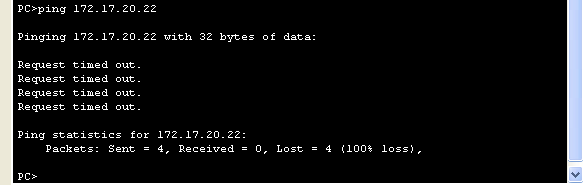 PC>ping 172.17.20.22
Pinging 172.17.20.22 with 32 bytes of data:
Request timed out.
Request timed out.
Request timed out.
Request timed out.
Ping statistics for 172.17.20.22:
    Packets: Sent = 4, Received = 0, Lost = 4 (100% loss),
PC>